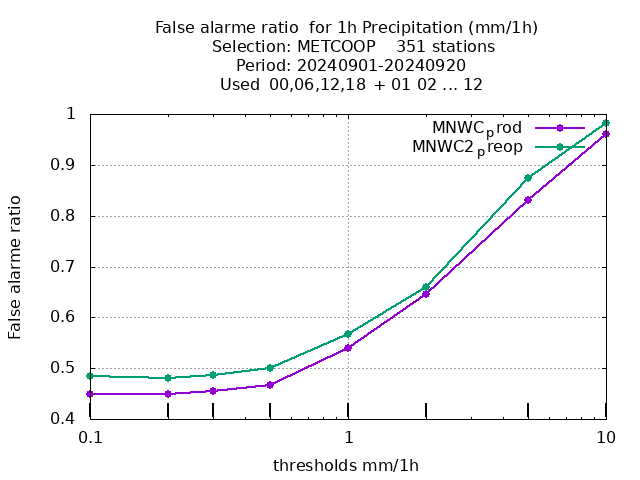 False alarme ratio  for 1h Precipitation (mm/1h)
Selection: METCOOP    351 stations
Period: 20240901-20240920
Used  00,06,12,18  + 01 02 ... 12
MNWCprod
MNWC2preop
1
0.9
0.8
0.7
0.6
0.5
0.4
False alarme ratio
0.1
1
10
thresholds mm/1h